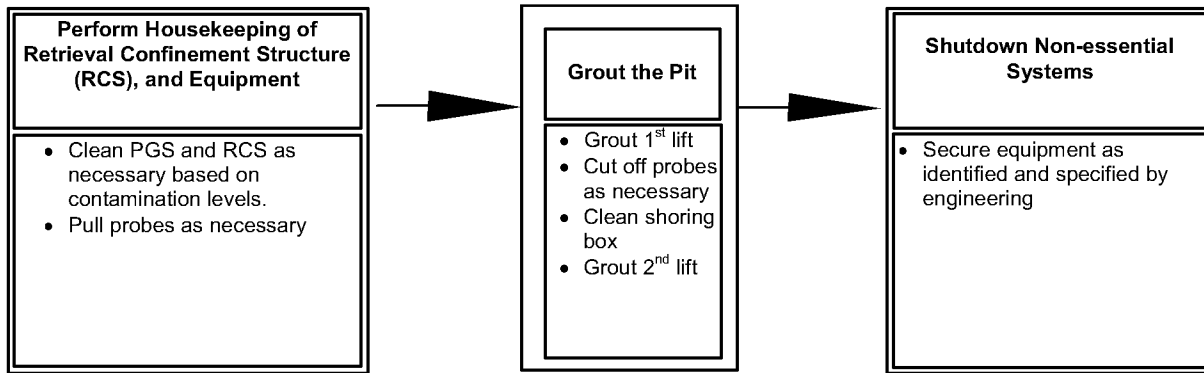 Perform Housekeeping of
Retrieval Confinement Structure
(RCS), and Equipment
• Clean PGS and RCS as
necessary based on
contamination levels.
• Pull probes as necessary
Grout the Pit
• Grout 1st lift
• Cut off probes
as necessary
• Clean shoring
box
• Grout 2nd lift
Shutdown Non-essential
Systems
• Secure equipment as
identified and specified by
engineering